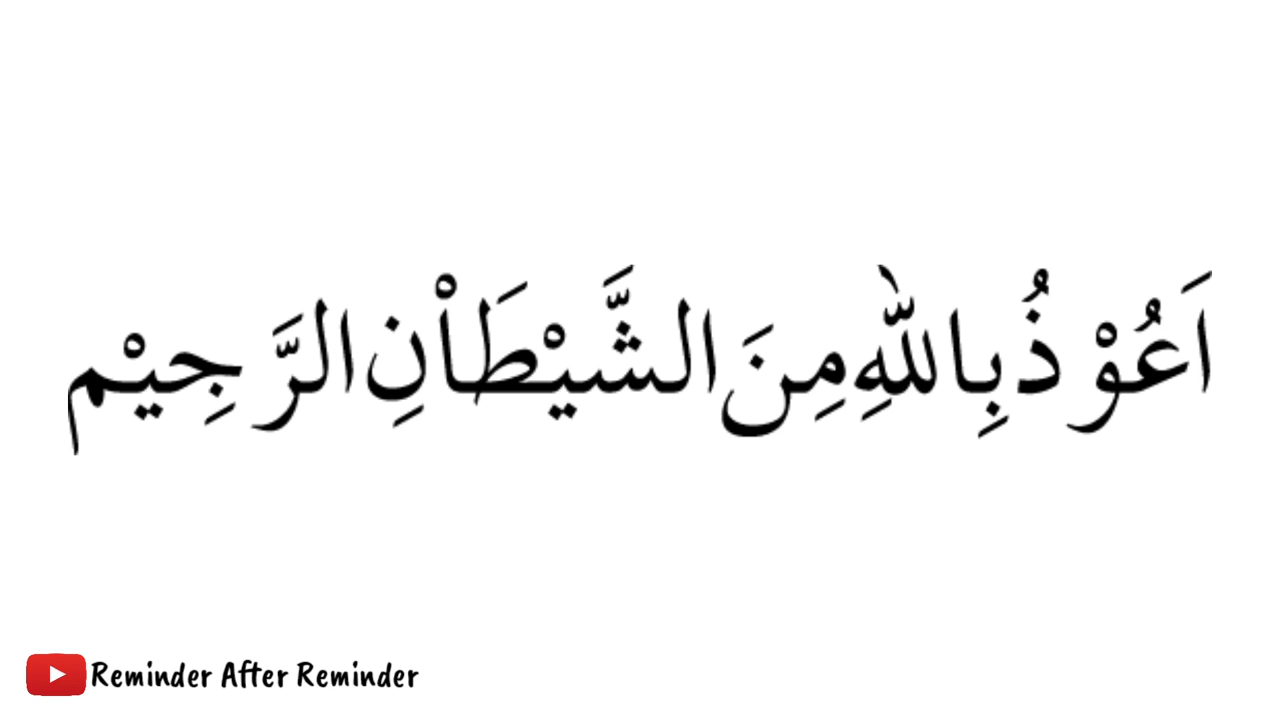 اَعُوْذُبِاللّٰهِ مِنَ الشَّيْطَاْنِ الرَّجِيْم
Reminder After Reminder